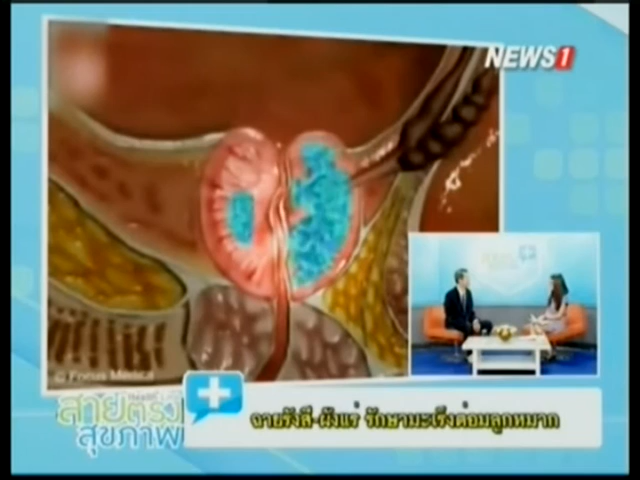 NEWS1
© Focus Medica
Health
สายตรง
สุขภาพ
ฉายรังสี-ฝังแร่ รักษามะเร็งต่อมลูกหมาก